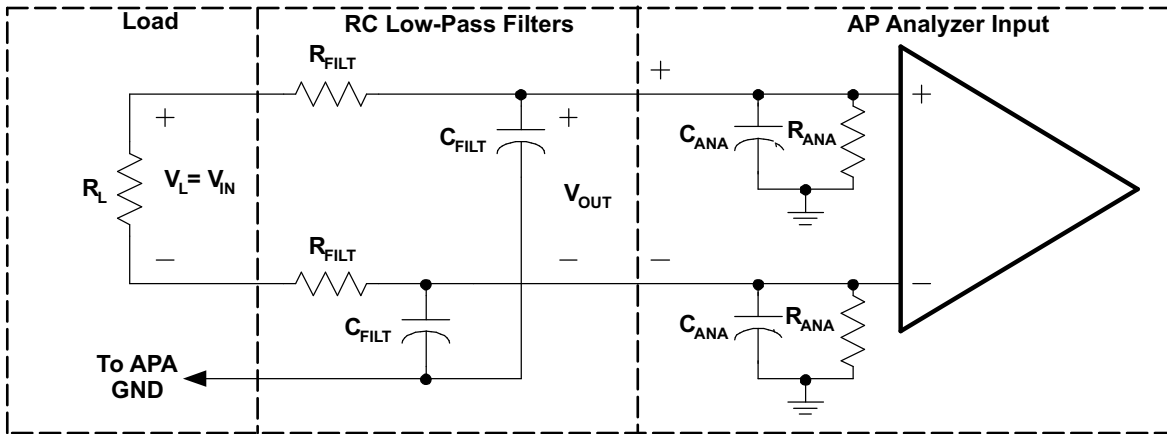 Load
RC Low-Pass Filters
AP Analyzer Input
R_FILT
+
+
+
C_FILT
+
C_ANA
R_ANA
R_L
V_L= V_IN
V_OUT
R_FILT
−
−
−
−
C_FILT
C_ANA
R_ANA
To APA
GND